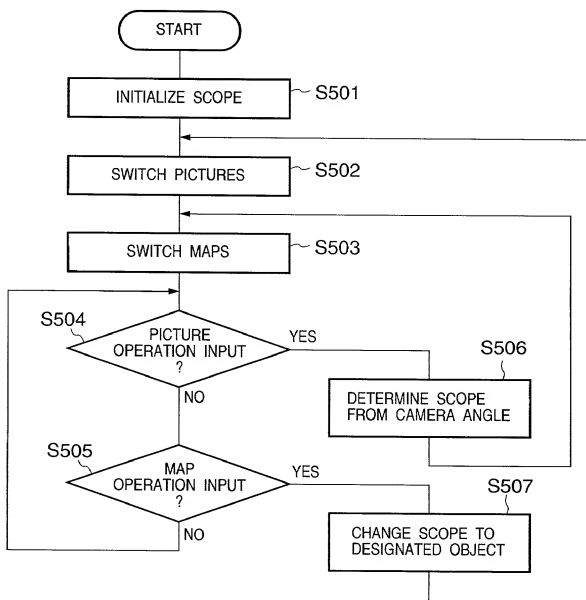 START
INITIALIZE SCOPE
S501
SWITCH PICTURES
S502
SWITCH MAPS
S503
S504
PICTURE
OPERATION INPUT
?
YES
NO
S506
DETERMINE SCOPE
FROM CAMERA ANGLE
S505
MAP
OPERATION INPUT
?
YES
NO
S507
CHANGE SCOPE TO
DESIGNATED OBJECT